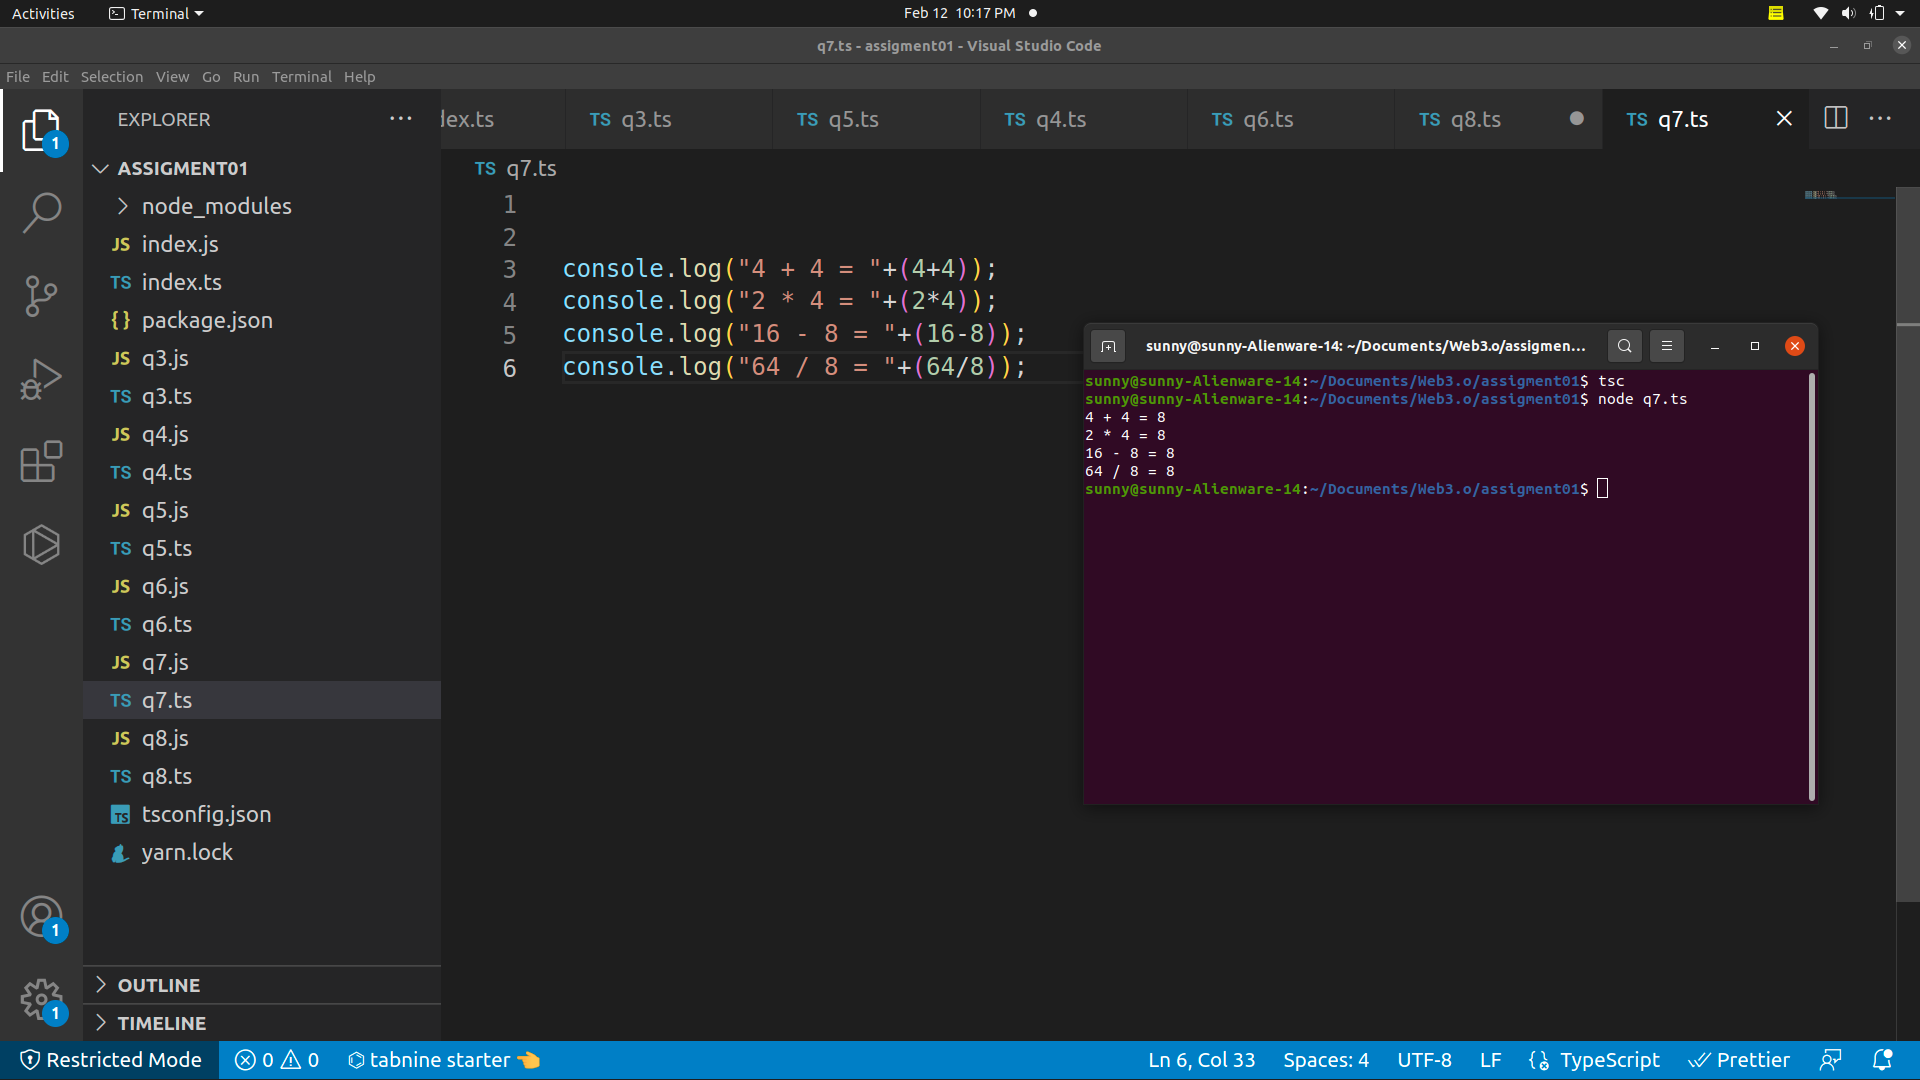 Activities Terminal Feb 12 10:17 PM
q7.ts - assigment01 - Visual Studio Code
File Edit Selection View Go Run Terminal Help
EXPLORER
dex.ts TS q3.ts TS q5.ts TS q4.ts TS q6.ts TS q8.ts TS q7.ts
1
ASSIGMENT01
node_modules
JS index.js
TS index.ts
{} package.json
JS q3.js
TS q3.ts
JS q4.js
TS q4.ts
JS q5.js
TS q5.ts
JS q6.js
TS q6.ts
JS q7.js
TS q7.ts
JS q8.js
TS q8.ts
TS tsconfig.json
yarn.lock
1
1
OUTLINE
TIMELINE
TS q7.ts
1
2
3 console.log("4 + 4 = "+(4+4));
4 console.log("2 * 4 = "+(2*4));
5 console.log("16 - 8 = "+(16-8));
6 console.log("64 / 8 = "+(64/8));
sunny@sunny-Alienware-14: ~/Documents/Web3.o/assigmen...
sunny@sunny-Alienware-14:~/Documents/Web3.o/assigment01$ tsc
sunny@sunny-Alienware-14:~/Documents/Web3.o/assigment01$ node q7.ts
4 + 4 = 8
2 * 4 = 8
16 - 8 = 8
64 / 8 = 8
sunny@sunny-Alienware-14:~/Documents/Web3.o/assigment01$
Restricted Mode 0 0 tabnine starter 👈 Ln 6, Col 33 Spaces: 4 UTF-8 LF TypeScript Prettier